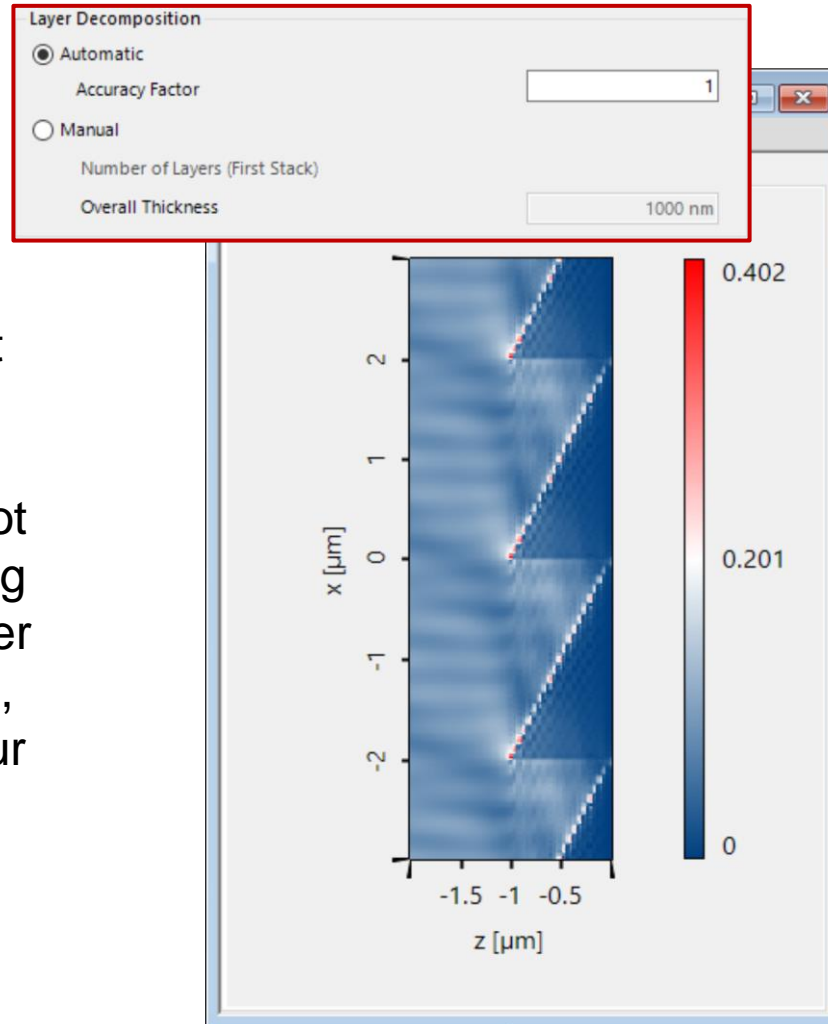 Layer Decomposition
Automatic
Accuracy Factor 1
Manual
Number of Layers (First Stack)
Overall Thickness 1000 nm
0.402
0.201
0
2
1
0
-1
-2
x [µm]
-1.5 -1 -0.5
z [µm]